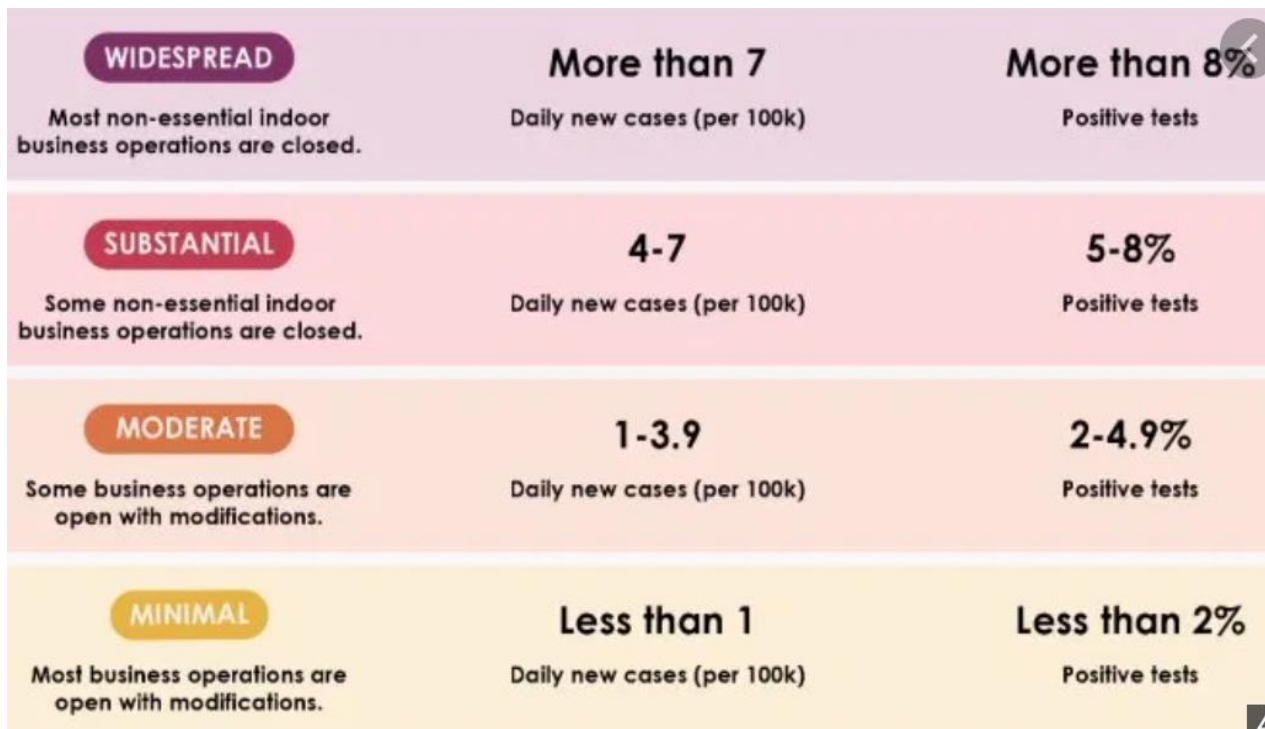 WIDESPREAD
More than 7
More than 8%
Most non-essential indoor
business operations are closed.
Daily new cases (per 100k)
Positive tests
SUBSTANTIAL
4-7
5-8%
Some non-essential indoor
business operations are closed.
Daily new cases (per 100k)
Positive tests
MODERATE
1-3.9
2-4.9%
Some business operations are
open with modifications.
Daily new cases (per 100k)
Positive tests
MINIMAL
Less than 1
Less than 2%
Most business operations are
open with modifications.
Daily new cases (per 100k)
Positive tests